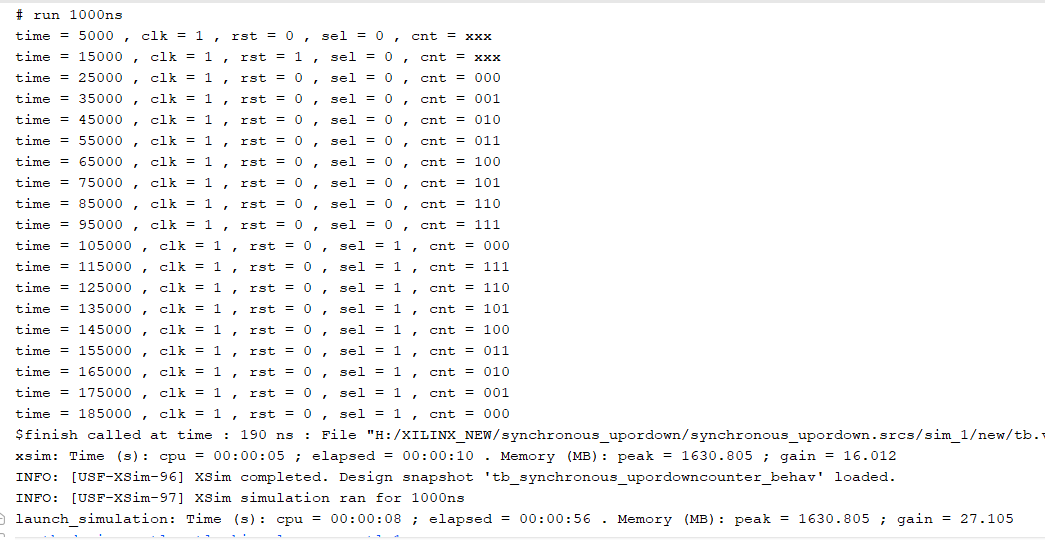 # run 1000ns
time = 5000 , clk = 1 , rst = 0 , sel = 0 , cnt = xxx
time = 15000 , clk = 1 , rst = 1 , sel = 0 , cnt = xxx
time = 25000 , clk = 1 , rst = 0 , sel = 0 , cnt = 000
time = 35000 , clk = 1 , rst = 0 , sel = 0 , cnt = 001
time = 45000 , clk = 1 , rst = 0 , sel = 0 , cnt = 010
time = 55000 , clk = 1 , rst = 0 , sel = 0 , cnt = 011
time = 65000 , clk = 1 , rst = 0 , sel = 0 , cnt = 100
time = 75000 , clk = 1 , rst = 0 , sel = 0 , cnt = 101
time = 85000 , clk = 1 , rst = 0 , sel = 0 , cnt = 110
time = 95000 , clk = 1 , rst = 0 , sel = 0 , cnt = 111
time = 105000 , clk = 1 , rst = 0 , sel = 1 , cnt = 000
time = 115000 , clk = 1 , rst = 0 , sel = 1 , cnt = 111
time = 125000 , clk = 1 , rst = 0 , sel = 1 , cnt = 110
time = 135000 , clk = 1 , rst = 0 , sel = 1 , cnt = 101
time = 145000 , clk = 1 , rst = 0 , sel = 1 , cnt = 100
time = 155000 , clk = 1 , rst = 0 , sel = 1 , cnt = 011
time = 165000 , clk = 1 , rst = 0 , sel = 1 , cnt = 010
time = 175000 , clk = 1 , rst = 0 , sel = 1 , cnt = 001
time = 185000 , clk = 1 , rst = 0 , sel = 1 , cnt = 000
$finish called at time : 190 ns : File "H:/XILINX_NEW/synchronous_upordown/synchronous_upordown.srcs/sim_1/new/tb.v
xsim: Time (s): cpu = 00:00:05 ; elapsed = 00:00:10 . Memory (MB): peak = 1630.805 ; gain = 16.012
INFO: [USF-XSim-96] XSim completed. Design snapshot 'tb_synchronous_upordowncounter_behav' loaded.
INFO: [USF-XSim-97] XSim simulation ran for 1000ns
launch_simulation: Time (s): cpu = 00:00:08 ; elapsed = 00:00:56 . Memory (MB): peak = 1630.805 ; gain = 27.105